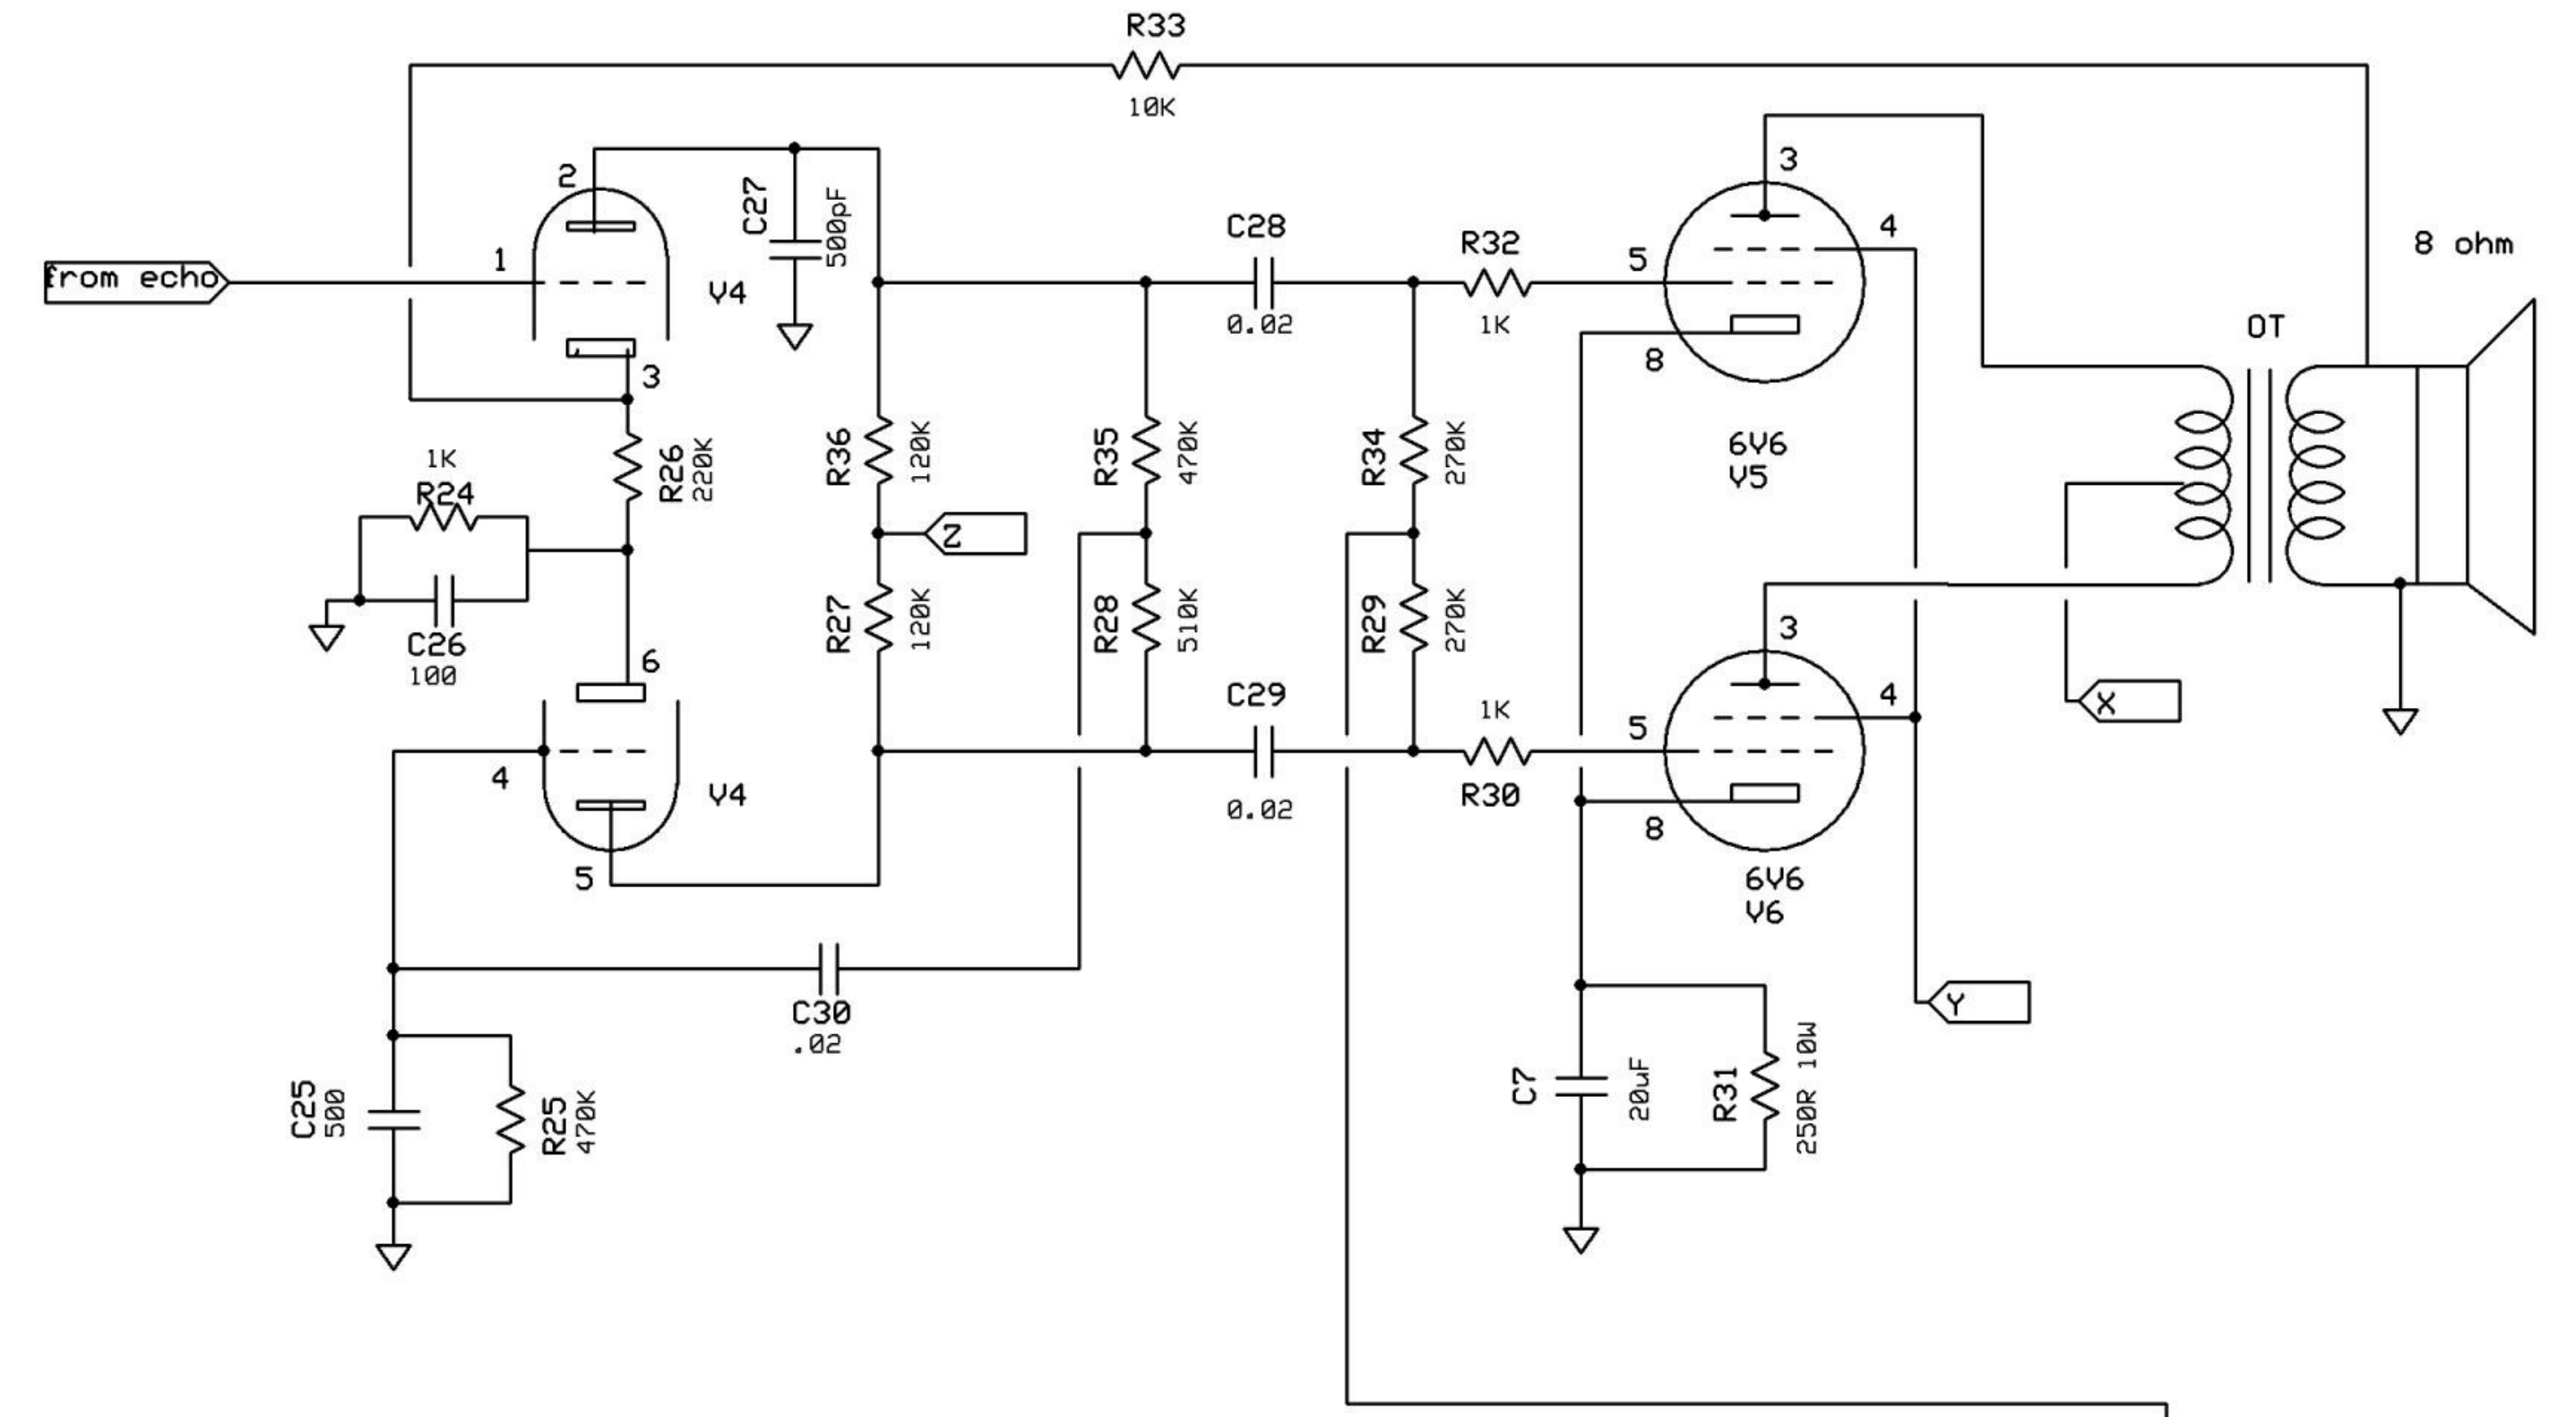 R33
10K
2
C27
500pF
1
from echo
V4
3
C28
0.02
R32
1K
5
3
4
8
6V6
V5
8 ohm
OT
1K
R24
R26
220K
R36
120K
R35
470K
R34
270K
Z
C26
100
R27
120K
R28
510K
R29
270K
6
4
V4
5
C29
0.02
1K
R30
3
4
5
8
6V6
V6
X
C30
.02
Y
C25
500
R25
470K
C7
20uF
R31
250R 10W